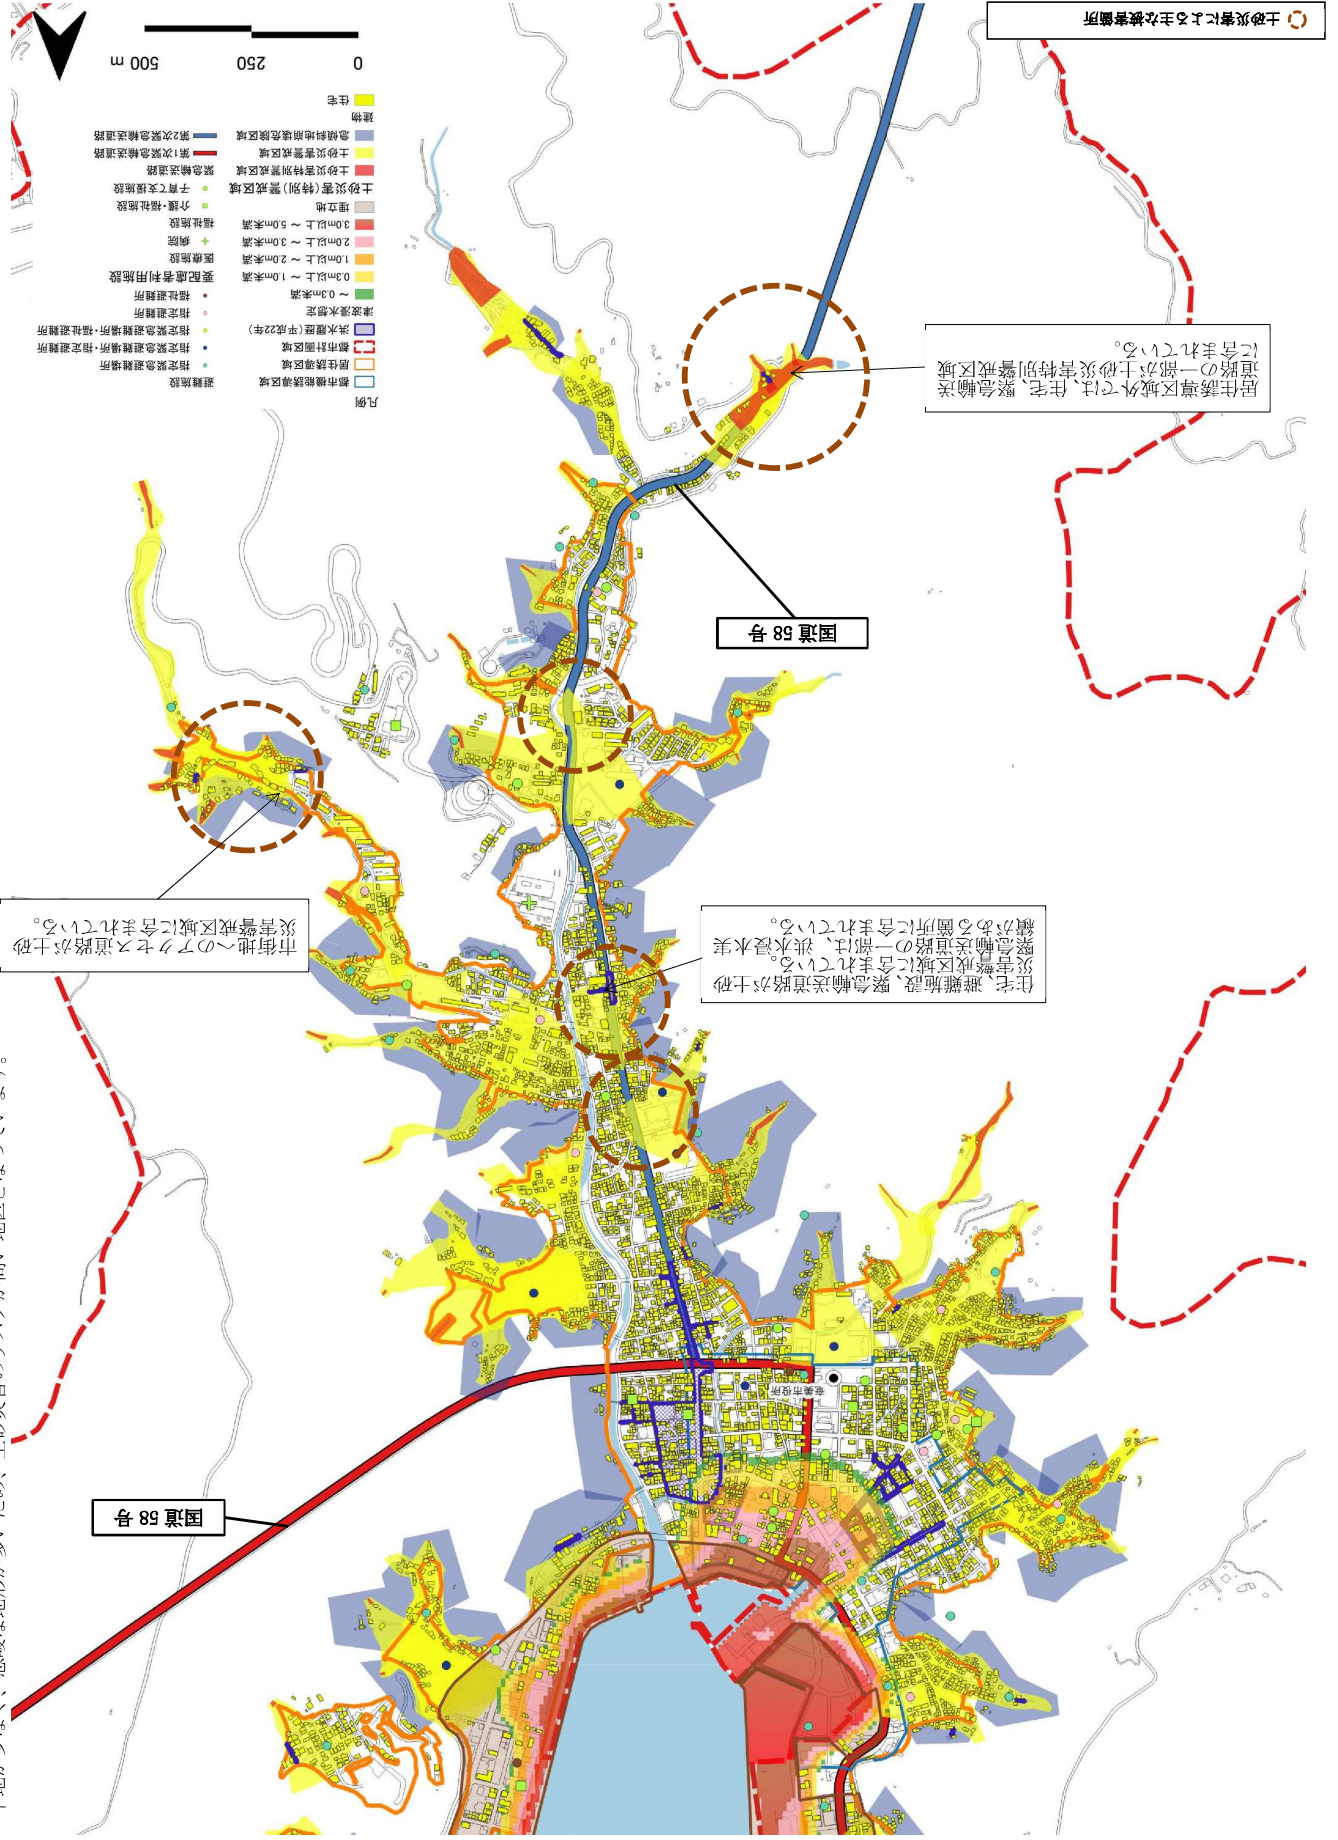 土砂災害による主な被害箇所
居住誘導区域外では、住宅、緊急輸送
道路の一部が土砂災害特別警戒区域
に含まれている。
国道 58 号
市街地へのアクセス道路が土砂
災害警戒区域に含まれている。
住宅、避難施設、緊急輸送道路が土砂
災害警戒区域に含まれている。
緊急輸送道路の一部は、洪水浸水実
績がある箇所に含まれている。
奄美市役所
国道 58 号
凡例
都市機能誘導区域
居住誘導区域
都市計画区域
洪水履歴(平成22年)
津波浸水想定
~ 0.3m未満
0.3m以上 ~ 1.0m未満
1.0m以上 ~ 2.0m未満
2.0m以上 ~ 3.0m未満
3.0m以上 ~ 5.0m未満
埋立地
土砂災害(特別)警戒区域
土砂災害特別警戒区域
土砂災害警戒区域
急傾斜地崩壊危険区域
建物
住宅
避難施設
指定緊急避難場所
指定緊急避難場所・指定避難所
指定緊急避難場所・福祉避難所
指定避難所
福祉避難所
要配慮者利用施設
医療施設
病院
福祉施設
介護・福祉施設
子育て支援施設
緊急輸送道路
第1次緊急輸送道路
第2次緊急輸送道路
0 250 500 m